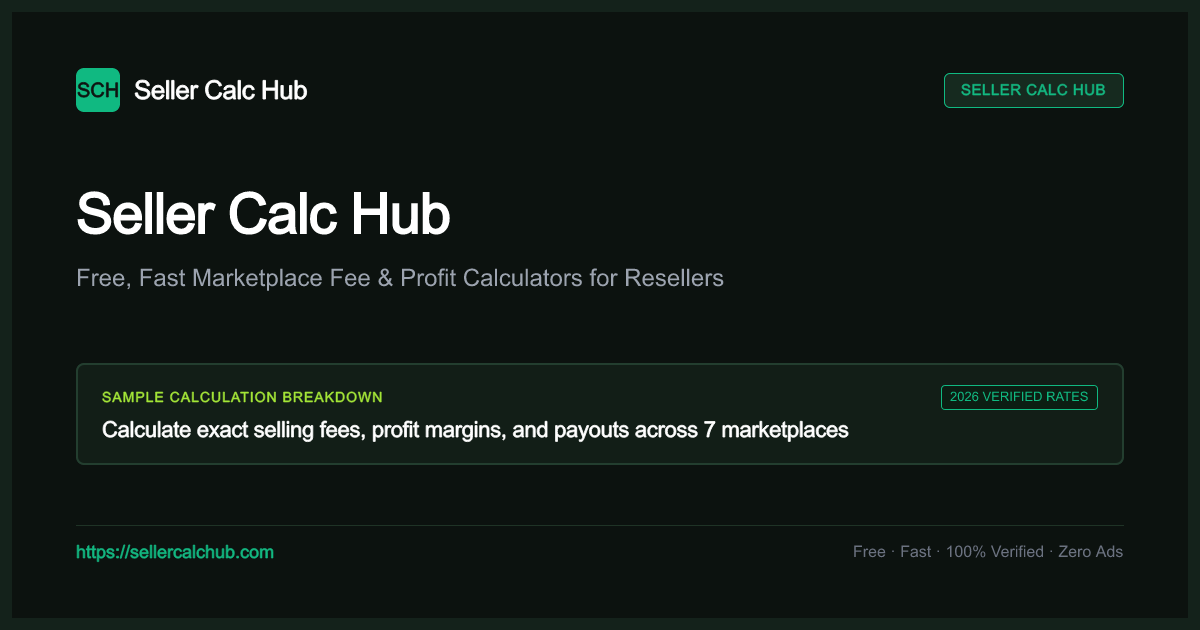 SCH Seller Calc Hub
SELLER CALC HUB
Seller Calc Hub
Free, Fast Marketplace Fee & Profit Calculators for Resellers
SAMPLE CALCULATION BREAKDOWN
2026 VERIFIED RATES
Calculate exact selling fees, profit margins, and payouts across 7 marketplaces
https://sellercalchub.com
Free · Fast · 100% Verified · Zero Ads